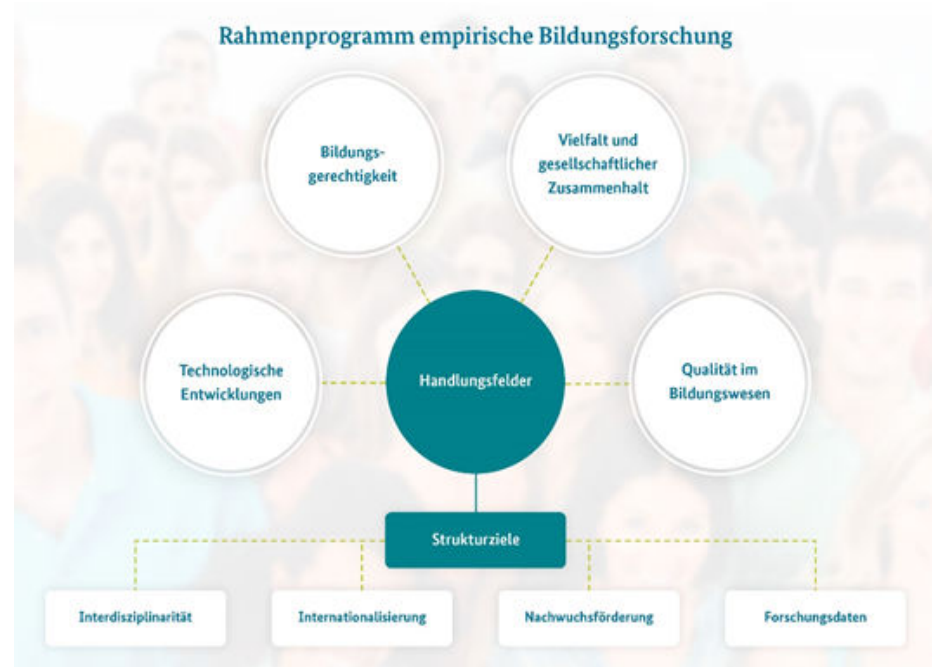 Rahmenprogramm empirische Bildungsforschung
Bildungs-
gerechtigkeit
Vielfalt und
gesellschaftlicher
Zusammenhalt
Technologische
Entwicklungen
Handlungsfelder
Qualität im
Bildungswesen
Strukturziele
Interdisziplinarität
Internationalisierung
Nachwuchsförderung
Forschungsdaten